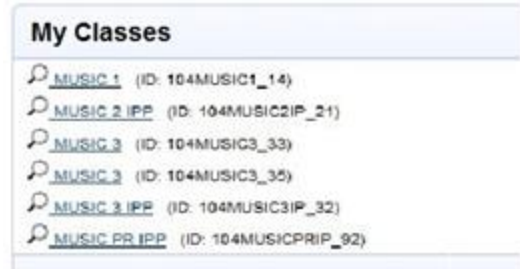 My Classes
MUSIC 1 (ID: 104MUSIC1_14)
MUSIC 2 IPP (ID: 104MUSIC2IP_21)
MUSIC 3 (ID: 104MUSIC3_33)
MUSIC 3 (ID: 104MUSIC3_35)
MUSIC 3 IPP (ID: 104MUSIC3IP_32)
MUSIC PR IPP (ID: 104MUSICPRIP_92)